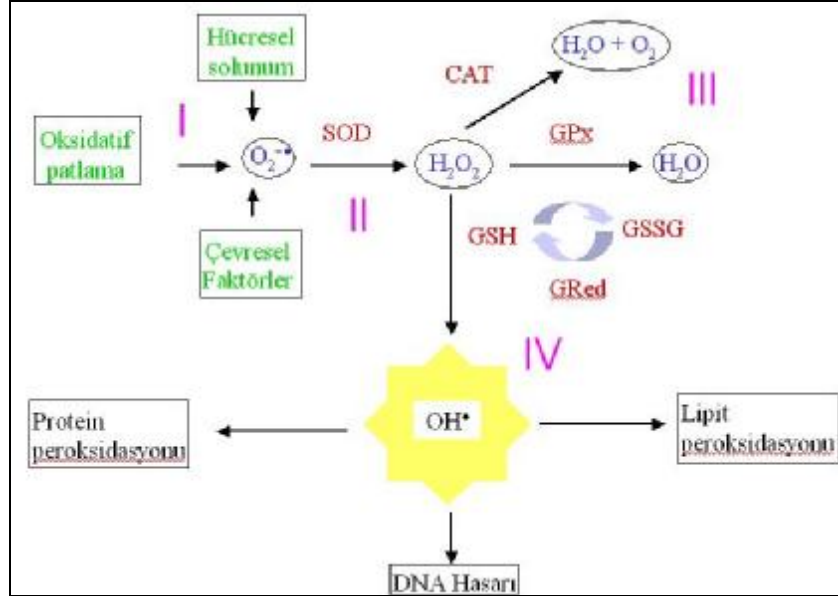 Hücresel
solunum
H₂O + O₂
CAT
III
I
Oksidatif
patlama
O₂⁻•
SOD
H₂O₂
GPx
H₂O
II
GSH
GSSG
Çevresel
Faktörler
GRed
IV
Protein
peroksidasyonu
OH•
Lipit
peroksidasyonu
DNA Hasarı